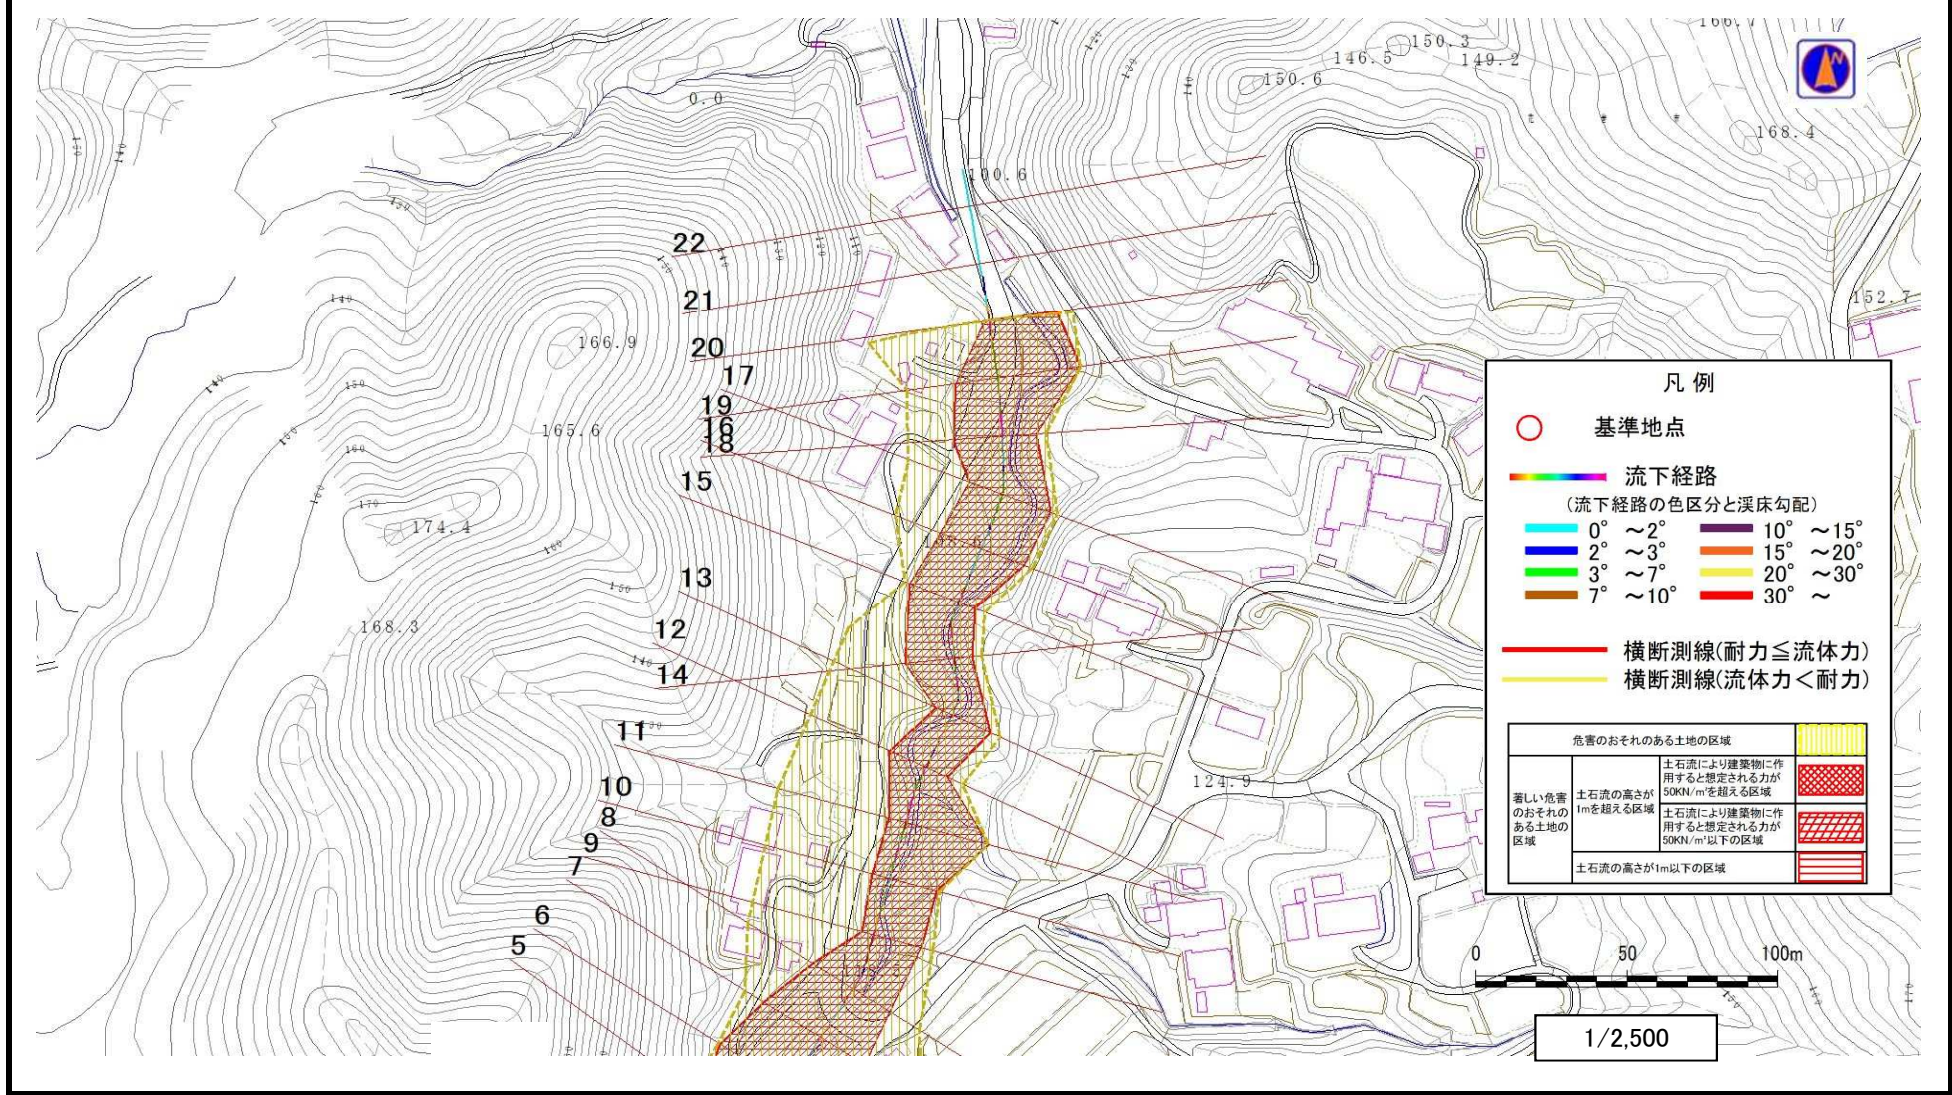 166.7
150.3
146.5
149.2
150.6
N
0.0
168.4
100.6
22
21
152.7
166.9
20
17
19
16
18
165.6
15
174.4
13
168.3
12
14
11
124.9
10
8
9
7
6
5
凡 例
基準地点
流下経路
(流下経路の色区分と渓床勾配)
0° ～2° 10° ～15°
2° ～3° 15° ～20°
3° ～7° 20° ～30°
7° ～10° 30° ～
横断測線(耐力≦流体力)
横断測線(流体力<耐力)
危害のおそれのある土地の区域
著しい危害
のおそれの
ある土地の
区域
土石流の高さが
1mを超える区域
土石流により建築物に作
用すると想定される力が
50KN/㎡を超える区域
土石流により建築物に作
用すると想定される力が
50KN/㎡以下の区域
土石流の高さが1m以下の区域
0 50 100m
1/2,500